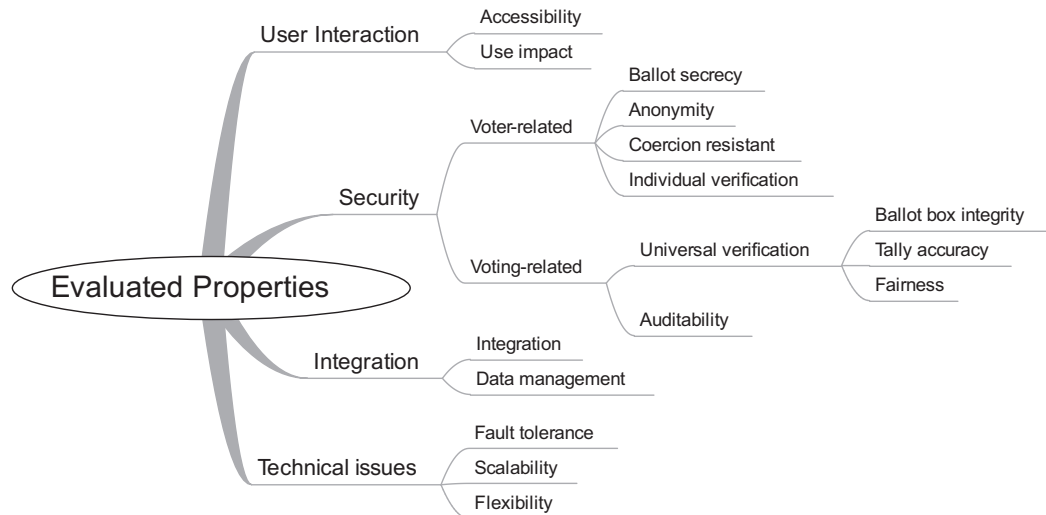 Evaluated Properties
User Interaction
Accessibility
Use impact
Security
Voter-related
Ballot secrecy
Anonymity
Coercion resistant
Individual verification
Voting-related
Universal verification
Ballot box integrity
Tally accuracy
Fairness
Auditability
Integration
Integration
Data management
Technical issues
Fault tolerance
Scalability
Flexibility